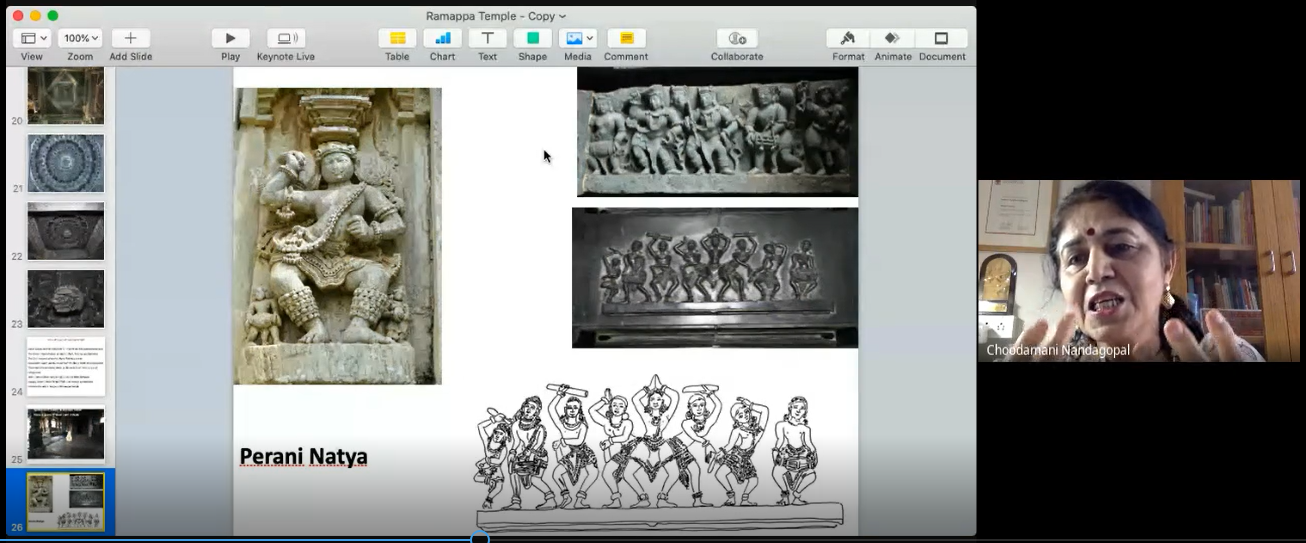 Ramappa Temple - Copy
100%
View
Zoom
Add Slide
Play
Keynote Live
Table
Chart
Text
Shape
Media
Comment
Collaborate
Format
Animate
Document
20
21
22
23
24
25
26
Perani Natya
Choodamani Nandagopal